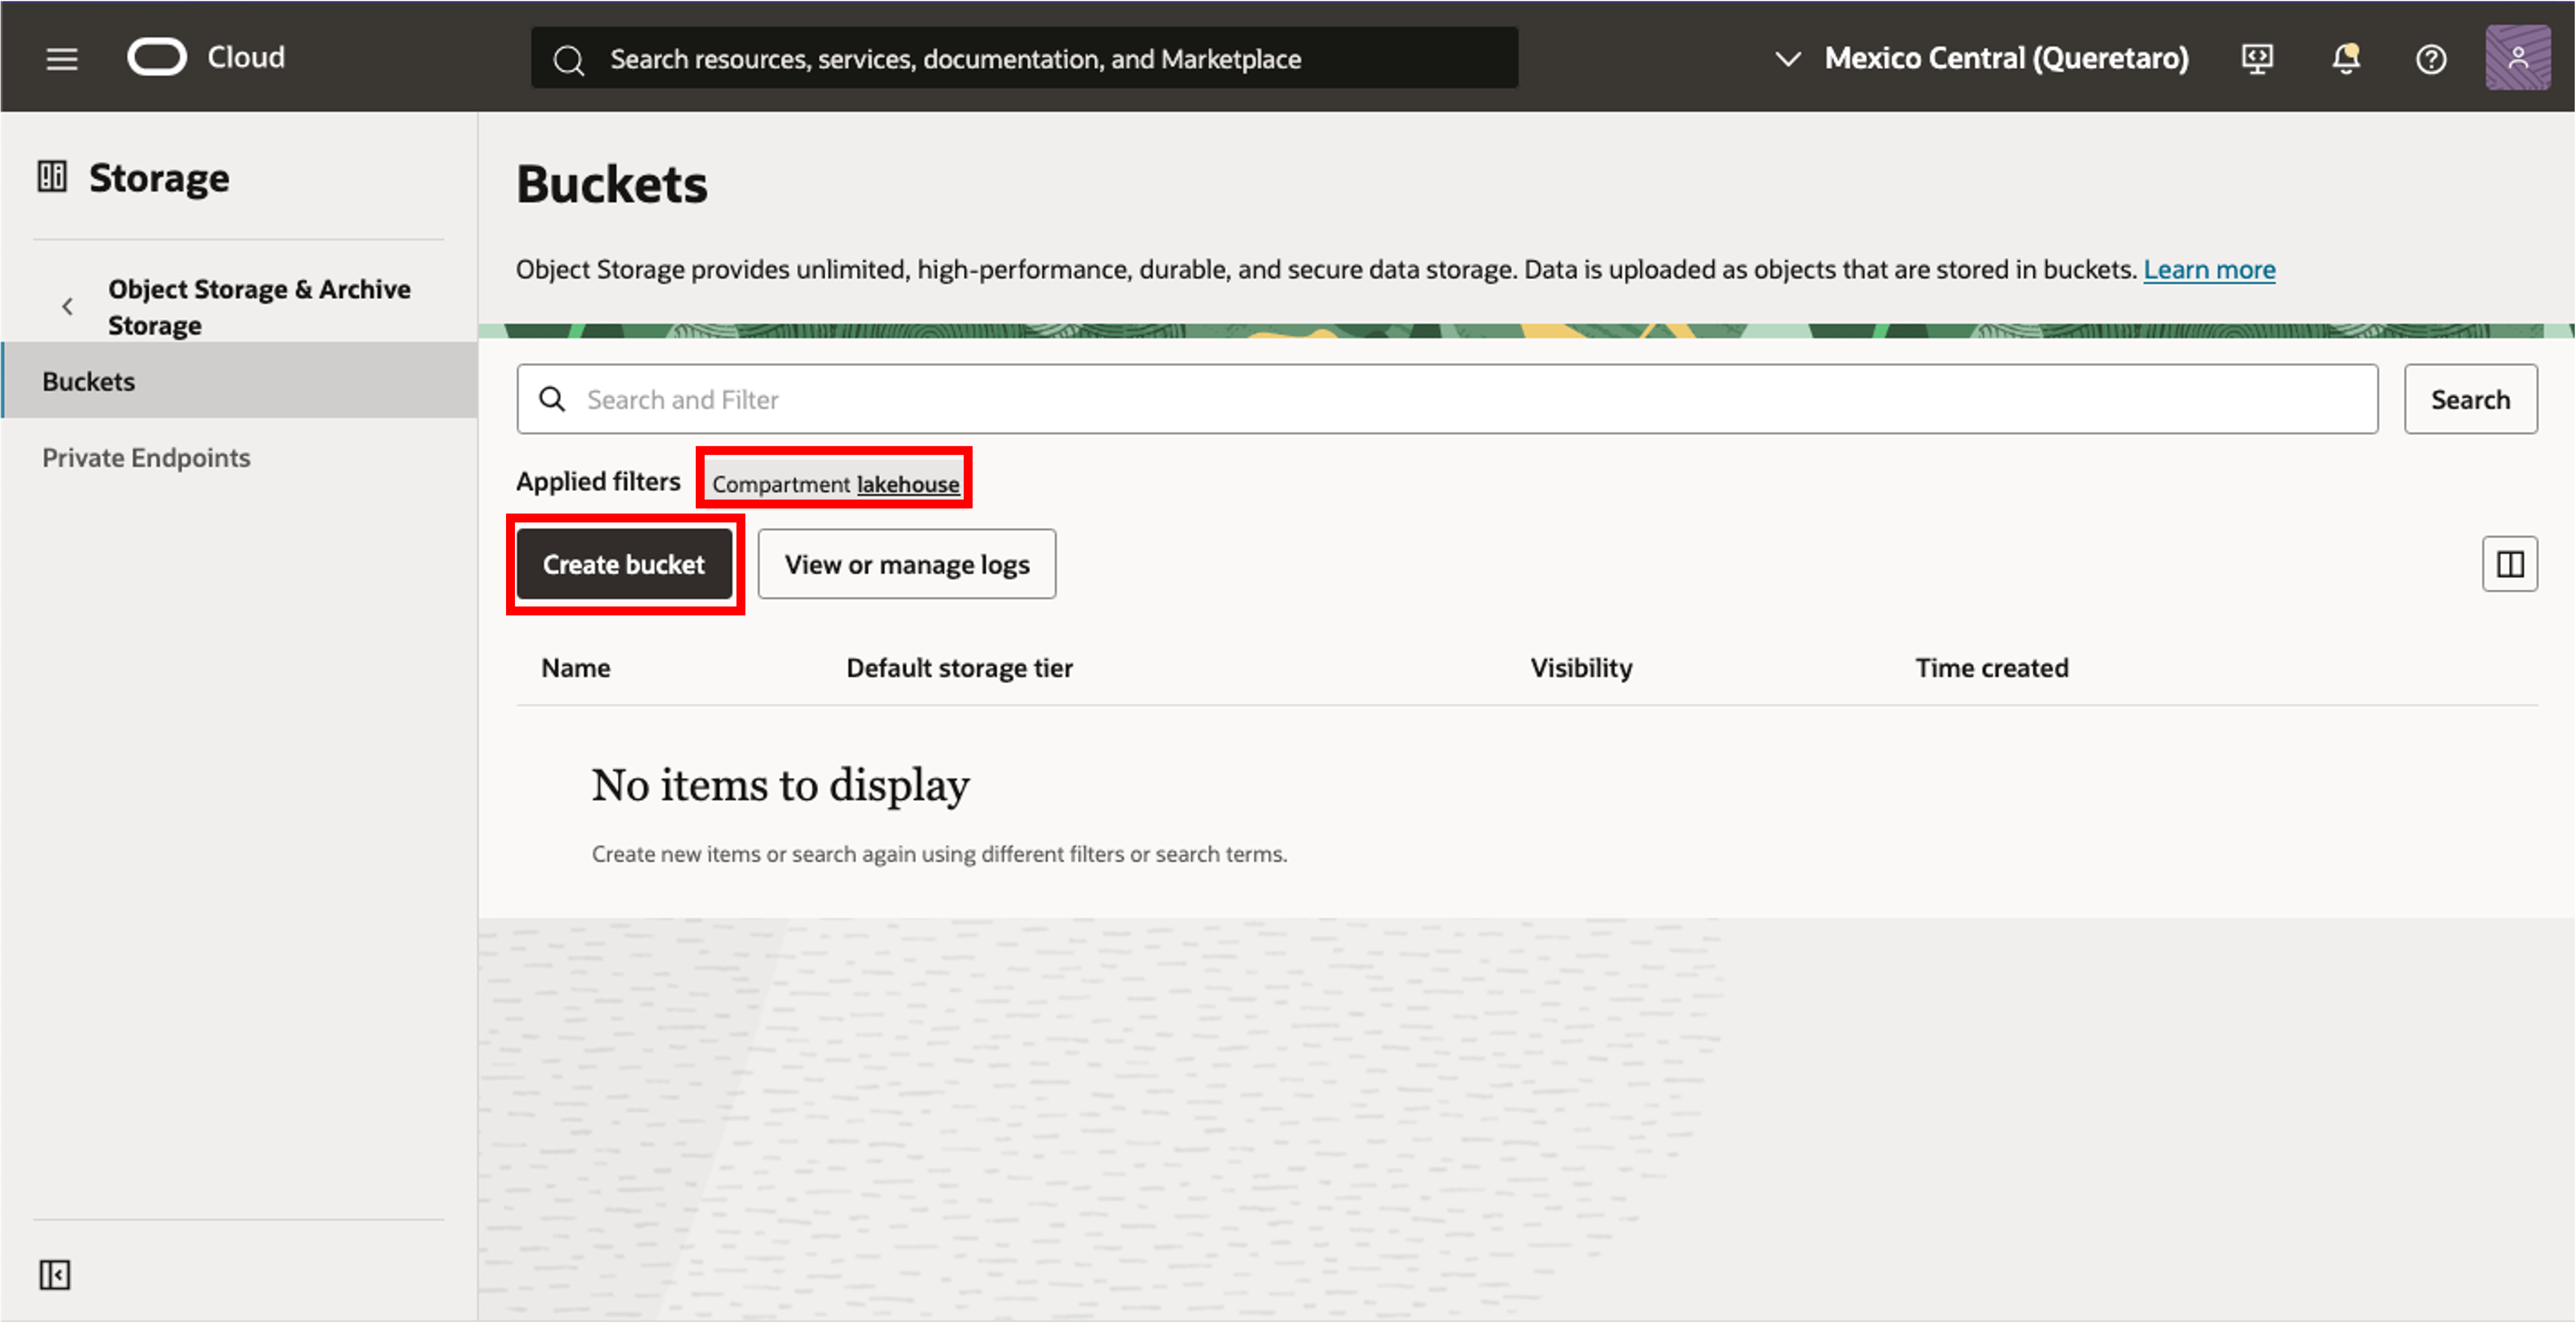 Cloud
Search resources, services, documentation, and Marketplace
Mexico Central (Queretaro)
Storage
Object Storage & Archive
Storage
Buckets
Private Endpoints
Buckets
Object Storage provides unlimited, high-performance, durable, and secure data storage. Data is uploaded as objects that are stored in buckets. Learn more
Search and Filter
Search
Applied filters Compartment lakehouse
Create bucket View or manage logs
Name Default storage tier Visibility Time created
No items to display
Create new items or search again using different filters or search terms.